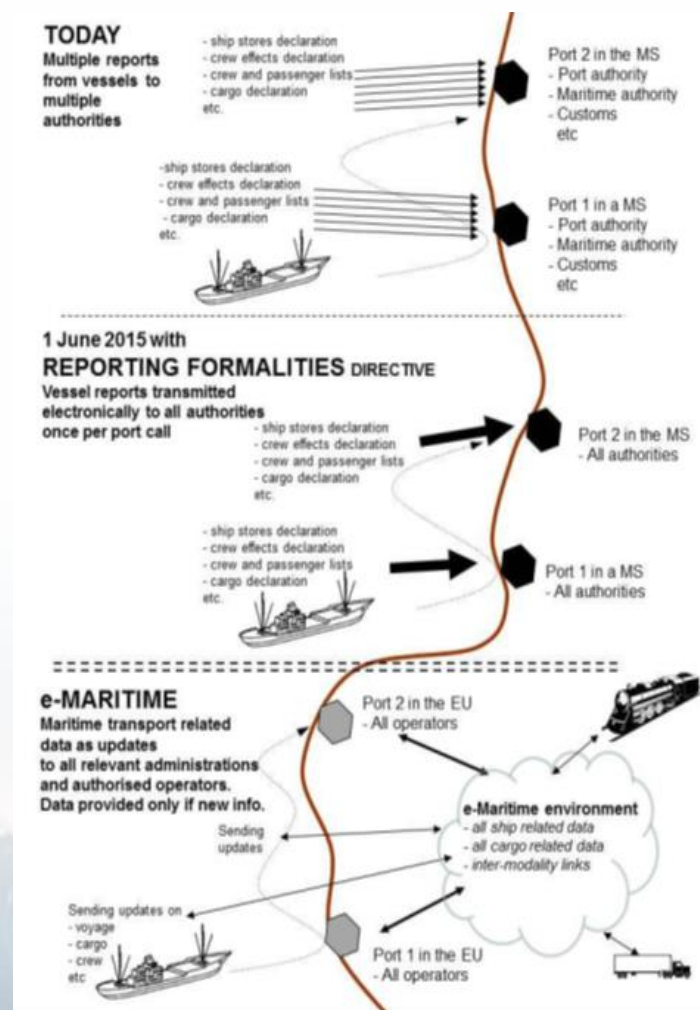 TODAY
Multiple reports
from vessels to
multiple
authorities
- ship stores declaration
- crew effects declaration
- crew and passenger lists
- cargo declaration
etc.
Port 2 in the MS
- Port authority
- Maritime authority
- Customs
etc
-ship stores declaration
- crew effects declaration
- crew and passenger lists
- cargo declaration
etc.
Port 1 in a MS
- Port authority
- Maritime authority
- Customs
etc
1 June 2015 with
REPORTING FORMALITIES DIRECTIVE
Vessel reports transmitted
electronically to all authorities
once per port call
- ship stores declaration
- crew effects declaration
- crew and passenger lists
- cargo declaration
etc.
Port 2 in the MS
- All authorities
- ship stores declaration
- crew effects declaration
- crew and passenger lists
- cargo declaration
etc.
Port 1 in a MS
- All authorities
e-MARITIME
Maritime transport related
data as updates
to all relevant administrations
and authorised operators.
Data provided only if new info.
Port 2 in the EU
- All operators
e-Maritime environment
- all ship related data
- all cargo related data
- inter-modality links
Sending
updates
Sending updates on
- voyage
- cargo
- crew
etc
Port 1 in the EU
- All operators